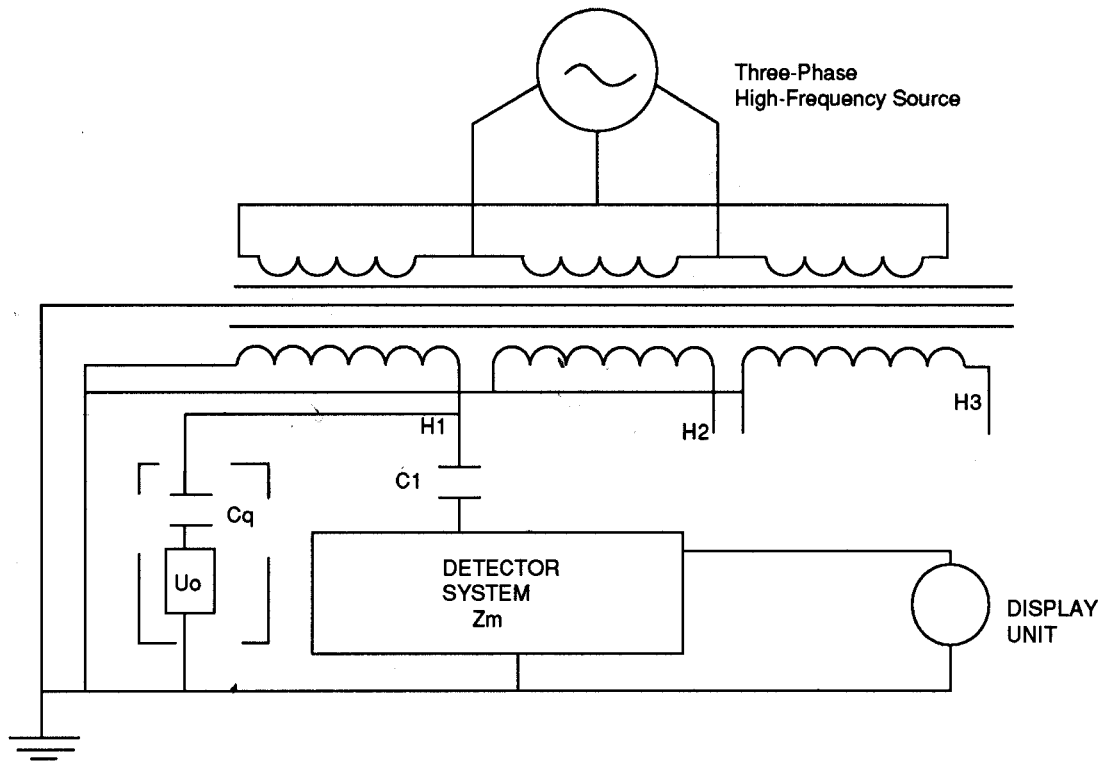 Three-Phase
High-Frequency Source
H1
H2
H3
C1
Cq
Uo
DETECTOR
SYSTEM
Zm
DISPLAY
UNIT